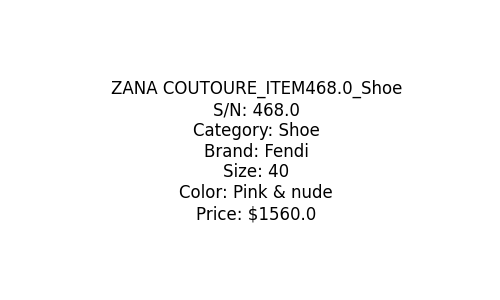 ZANA COUTOURE_ITEM468.0_Shoe
S/N: 468.0
Category: Shoe
Brand: Fendi
Size: 40
Color: Pink & nude
Price: $1560.0